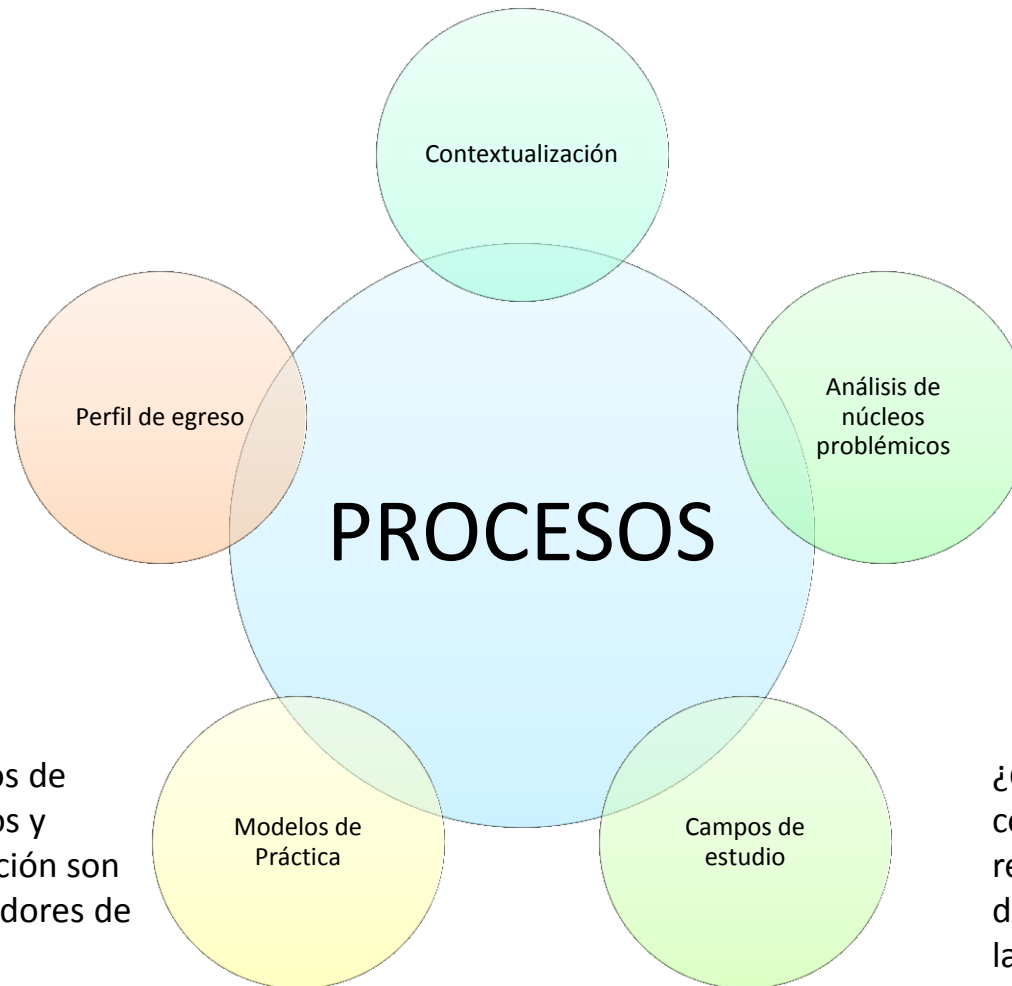 Contextualización
Perfil de egreso
Análisis de
núcleos
problémicos
PROCESOS
os de
os y
ción son
dores de
Modelos de
Práctica
Campos de
estudio
co
re
d
la